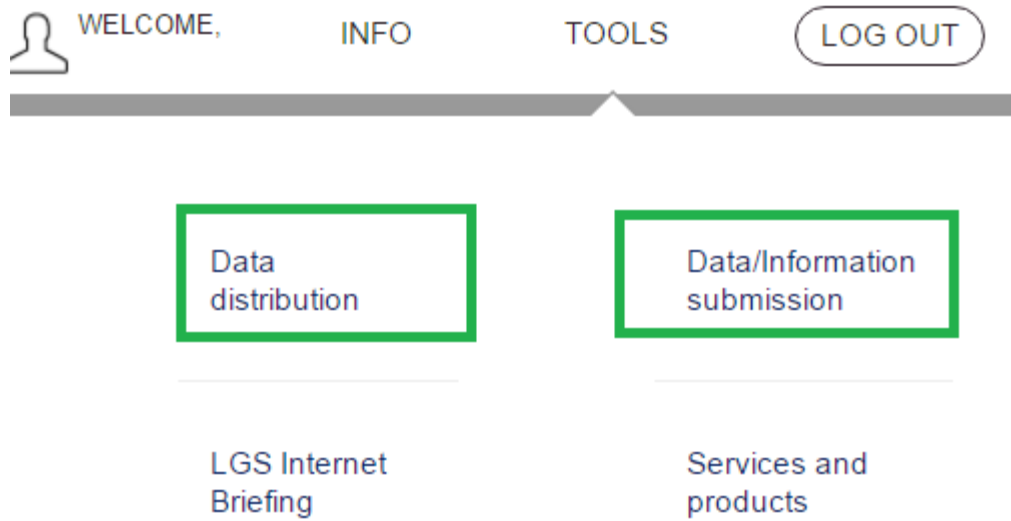 WELCOME, INFO TOOLS LOG OUT
Data
distribution
Data/Information
submission
LGS Internet
Briefing
Services and
products